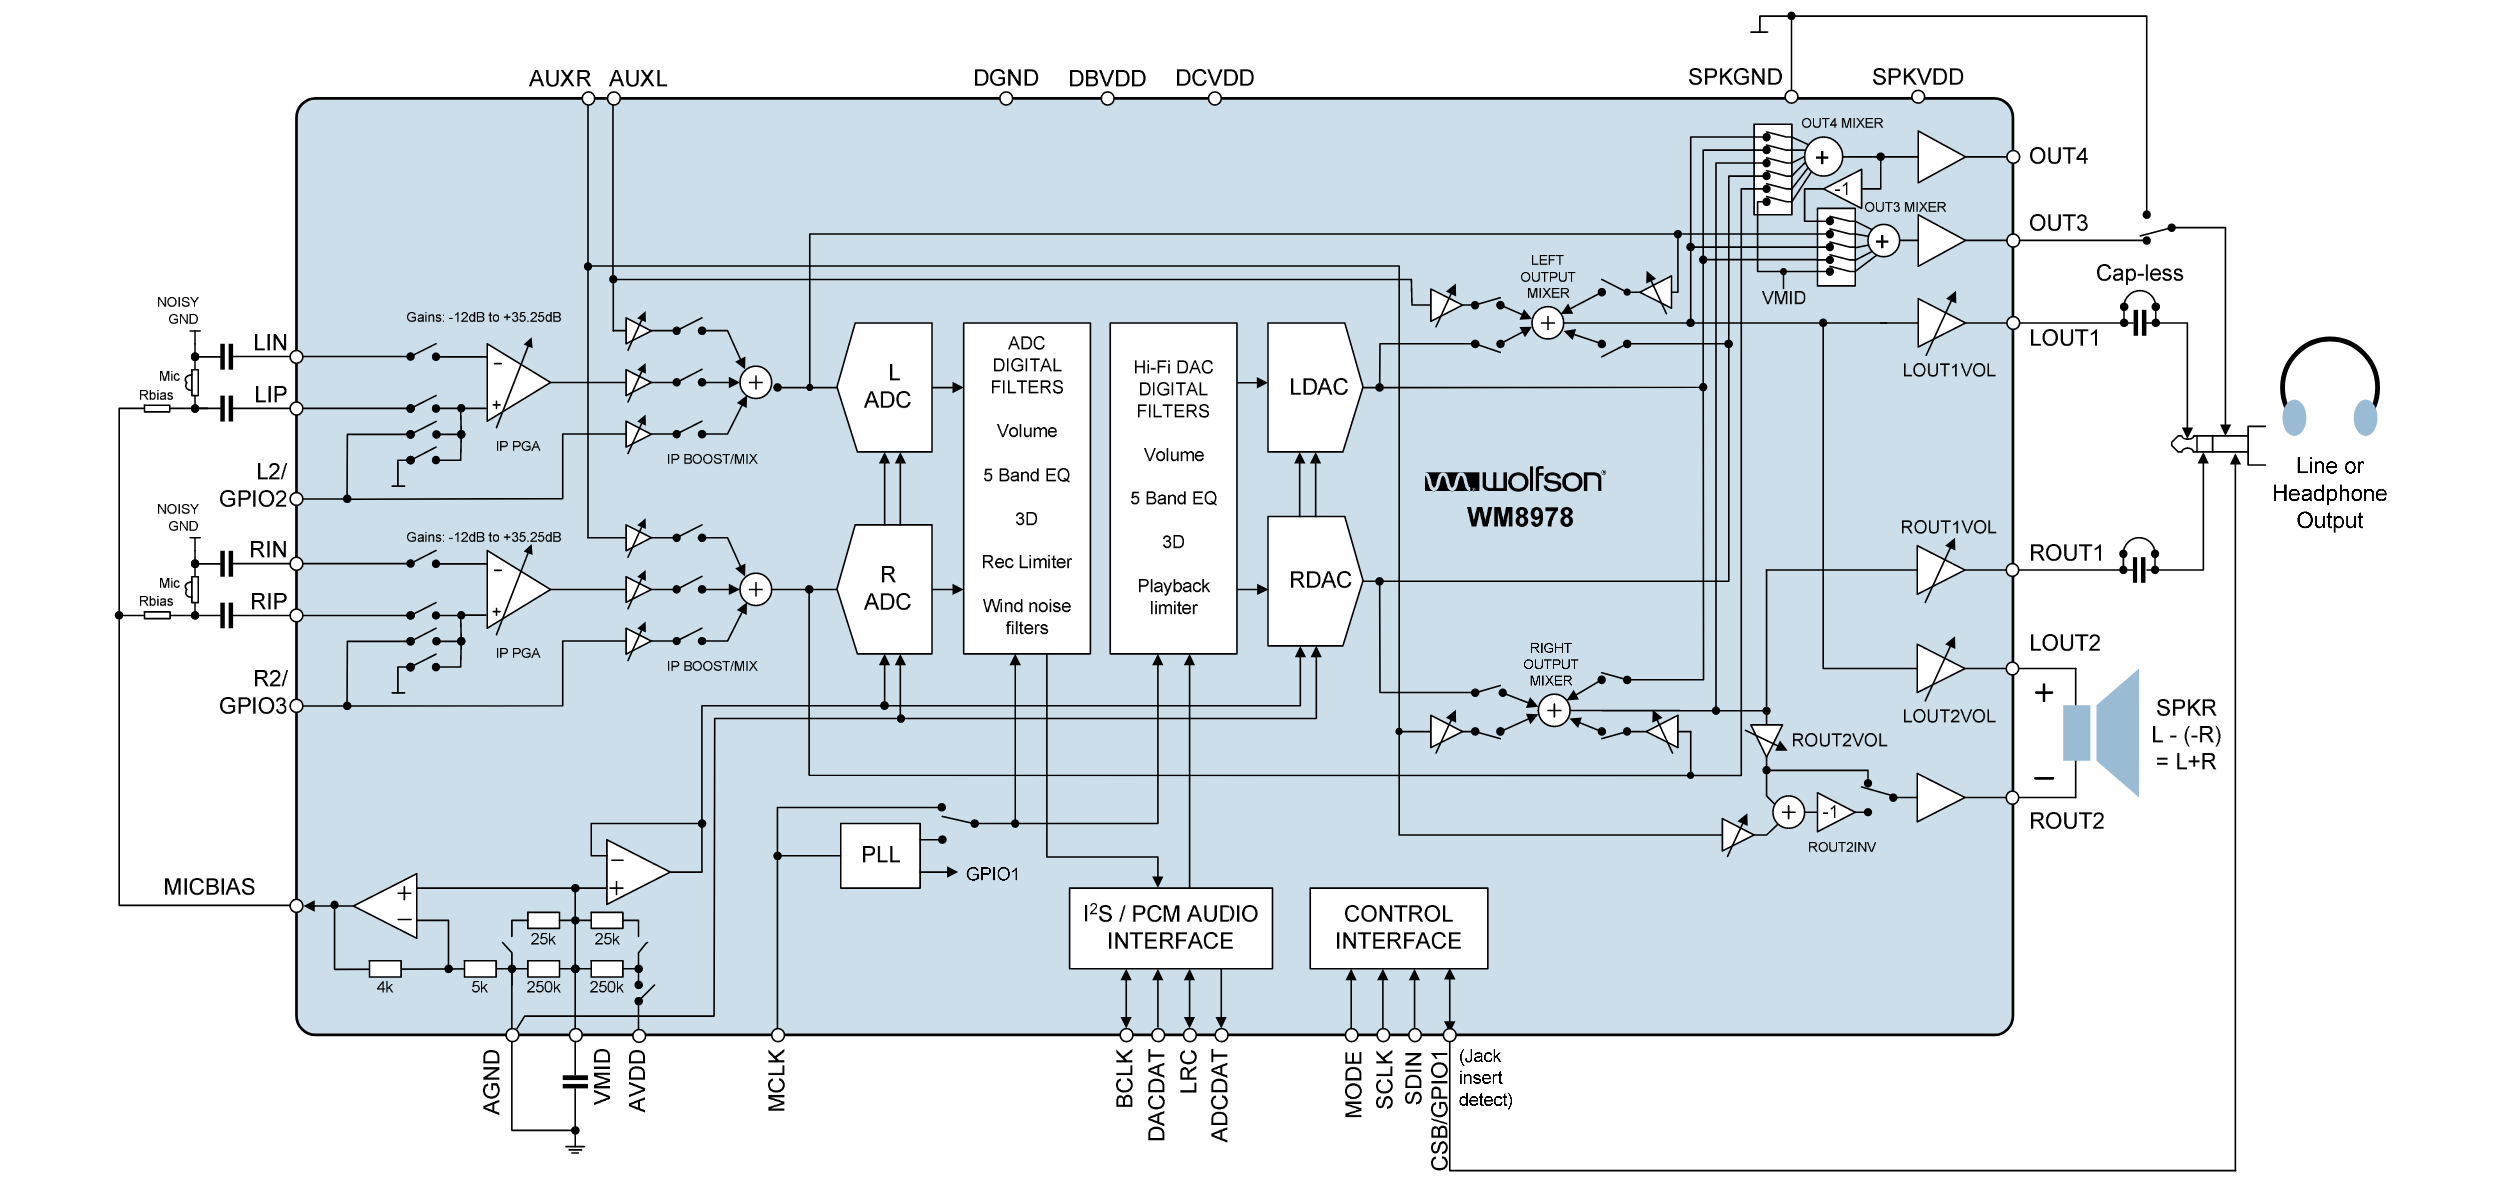 AUXR
AUXL
DGND
DBVDD
DCVDD
SPKGND
SPKVDD
OUT4 MIXER
+
OUT4
-1
OUT3 MIXER
+
OUT3
VMID
LEFT
OUTPUT
MIXER
+
Cap-less
LOUT1
LOUT1VOL
NOISY
GND
LIN
Mic
Rbias
LIP
L2/
GPIO2
Gains: -12dB to +35.25dB
−
+
IP PGA
+
IP BOOST/MIX
L
ADC
ADC
DIGITAL
FILTERS
Volume
5 Band EQ
3D
Rec Limiter
Wind noise
filters
Hi-Fi DAC
DIGITAL
FILTERS
Volume
5 Band EQ
3D
Playback
limiter
LDAC
wolfson®
WM8978
Line or
Headphone
Output
NOISY
GND
RIN
Mic
Rbias
RIP
R2/
GPIO3
Gains: -12dB to +35.25dB
−
+
IP PGA
+
IP BOOST/MIX
R
ADC
RDAC
ROUT1VOL
ROUT1
RIGHT
OUTPUT
MIXER
+
LOUT2
LOUT2VOL
ROUT2VOL
+
−
SPKR
L - (-R)
= L+R
+
-1
ROUT2INV
ROUT2
PLL
GPIO1
MICBIAS
+
−
−
+
25k
25k
4k
5k
250k
250k
I2S / PCM AUDIO
INTERFACE
CONTROL
INTERFACE
AGND
VMID
AVDD
MCLK
BCLK
DACDAT
LRC
ADCDAT
MODE
SCLK
SDIN
CSB/GPIO1
(Jack
insert
detect)